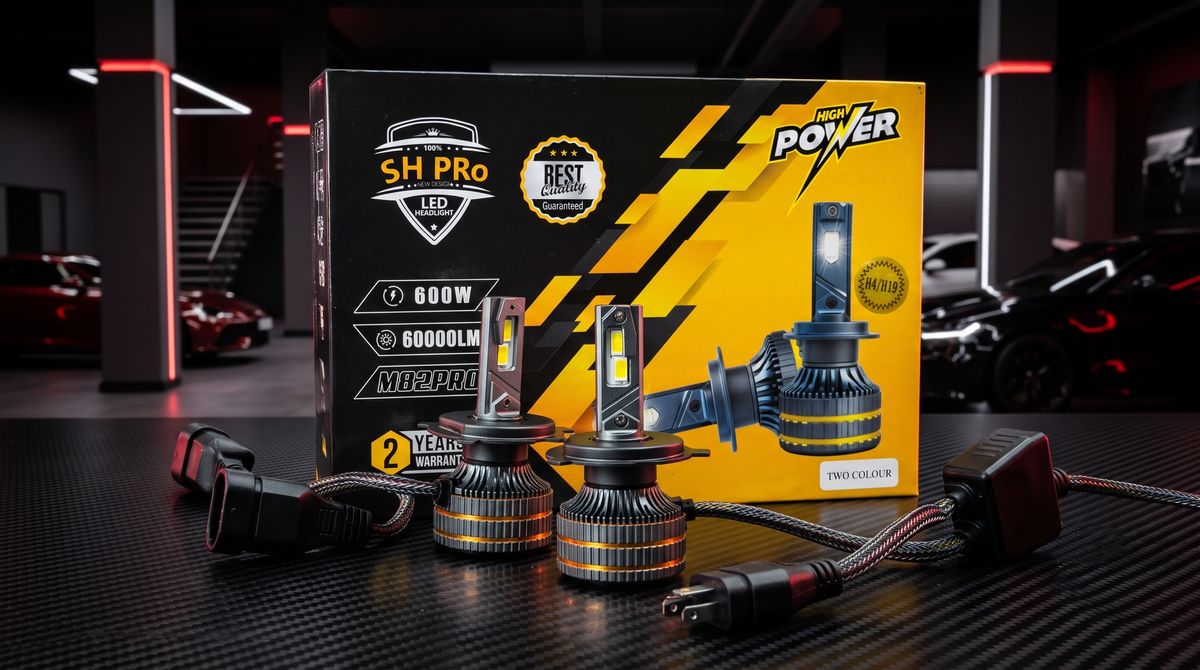 100%
SH PRo
NEW DESIGN
LED
HEADLIGHT
BEST
Quality
Guaranteed
HIGH
POWER
H4/H19
600W
60000LM
M82PRO
2 YEARS
WARRANT
TWO COLOUR